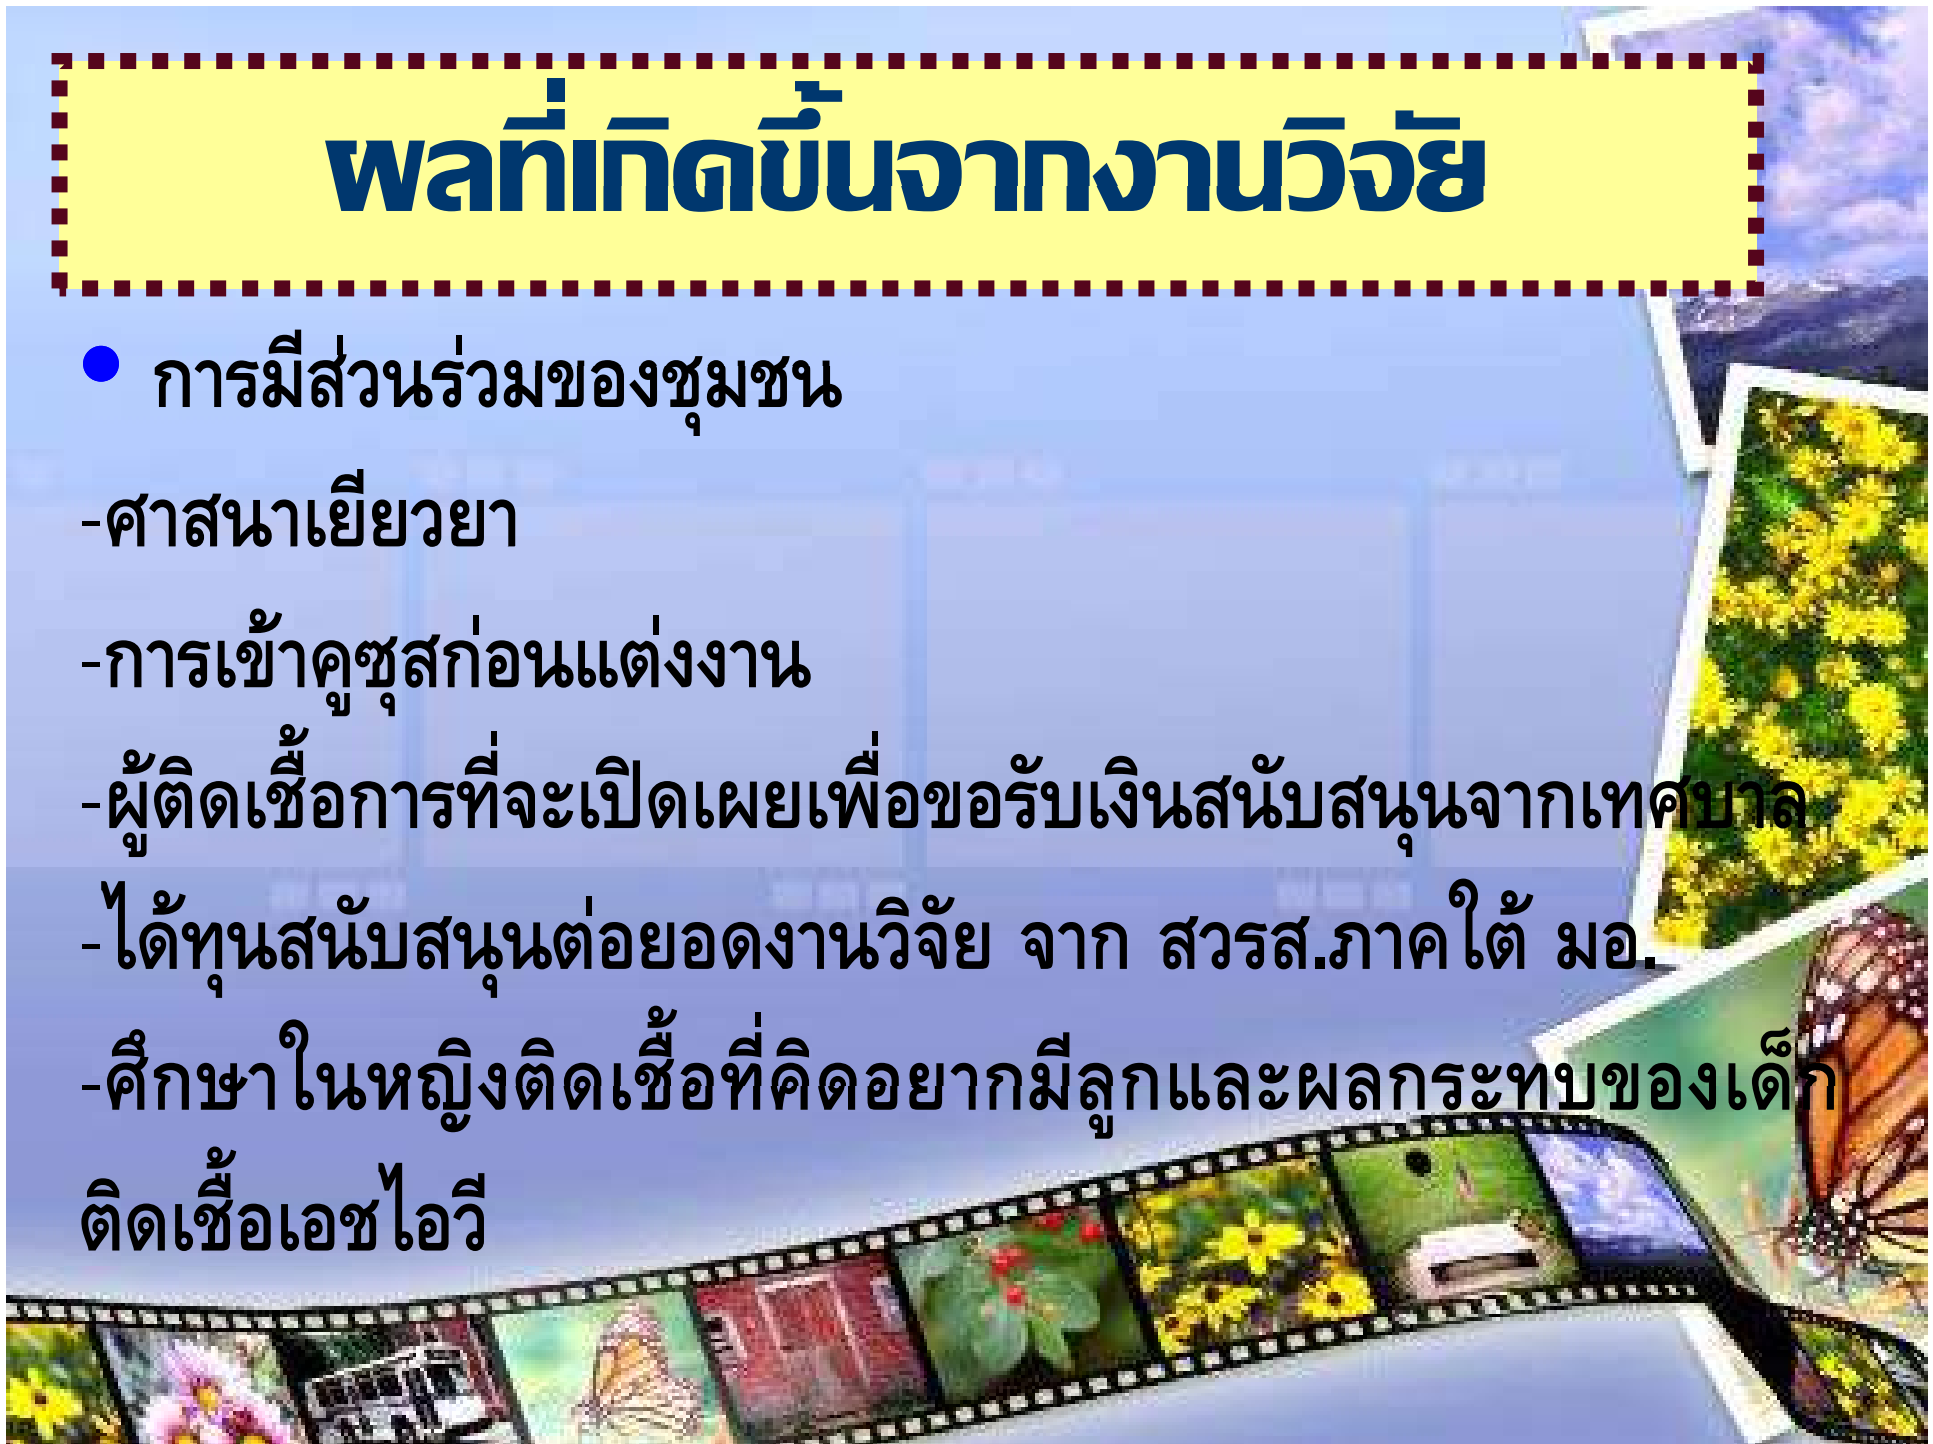 ผลที่เกิดขึ้นจากงานวิจัย
• การมีส่วนร่วมของชุมชน
-ศาสนาเยียวยา
-การเข้าคูซุสก่อนแต่งงาน
-ผู้ติดเชื้อการที่จะเปิดเผยเพื่อขอรับเงินสนับสนุนจากเทศบาล
-ได้ทุนสนับสนุนต่อยอดงานวิจัย จาก สวรส.ภาคใต้ มอ.
-ศึกษาในหญิงติดเชื้อที่คิดอยากมีลูกและผลกระทบของเด็ก
ติดเชื้อเอชไอวี